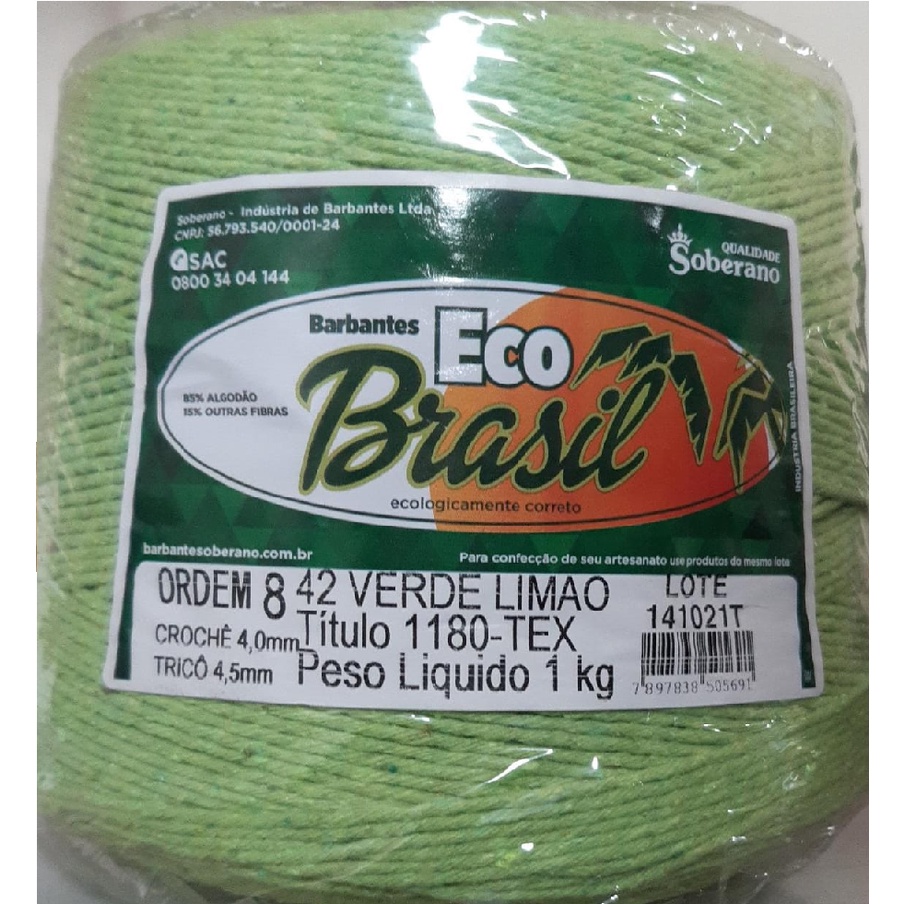 Soberano - Indústria de Barbantes Ltda
CNPJ: 56.793.540/0001-24
SAC
0800 34 04 144
QUALIDADE
Soberano
Barbantes Eco
Brasil
85% ALGODÃO
15% OUTRAS FIBRAS
ecologicamente correto
INDÚSTRIA BRASILEIRA
barbantesoberano.com.br
Para confecção de seu artesanato use produtos do mesmo lote
ORDEM 8 42 VERDE LIMAO LOTE
141021T
CROCHÊ 4,0mm Título 1180-TEX
TRICÔ 4,5mm Peso Liquido 1 kg
7 897838 505691